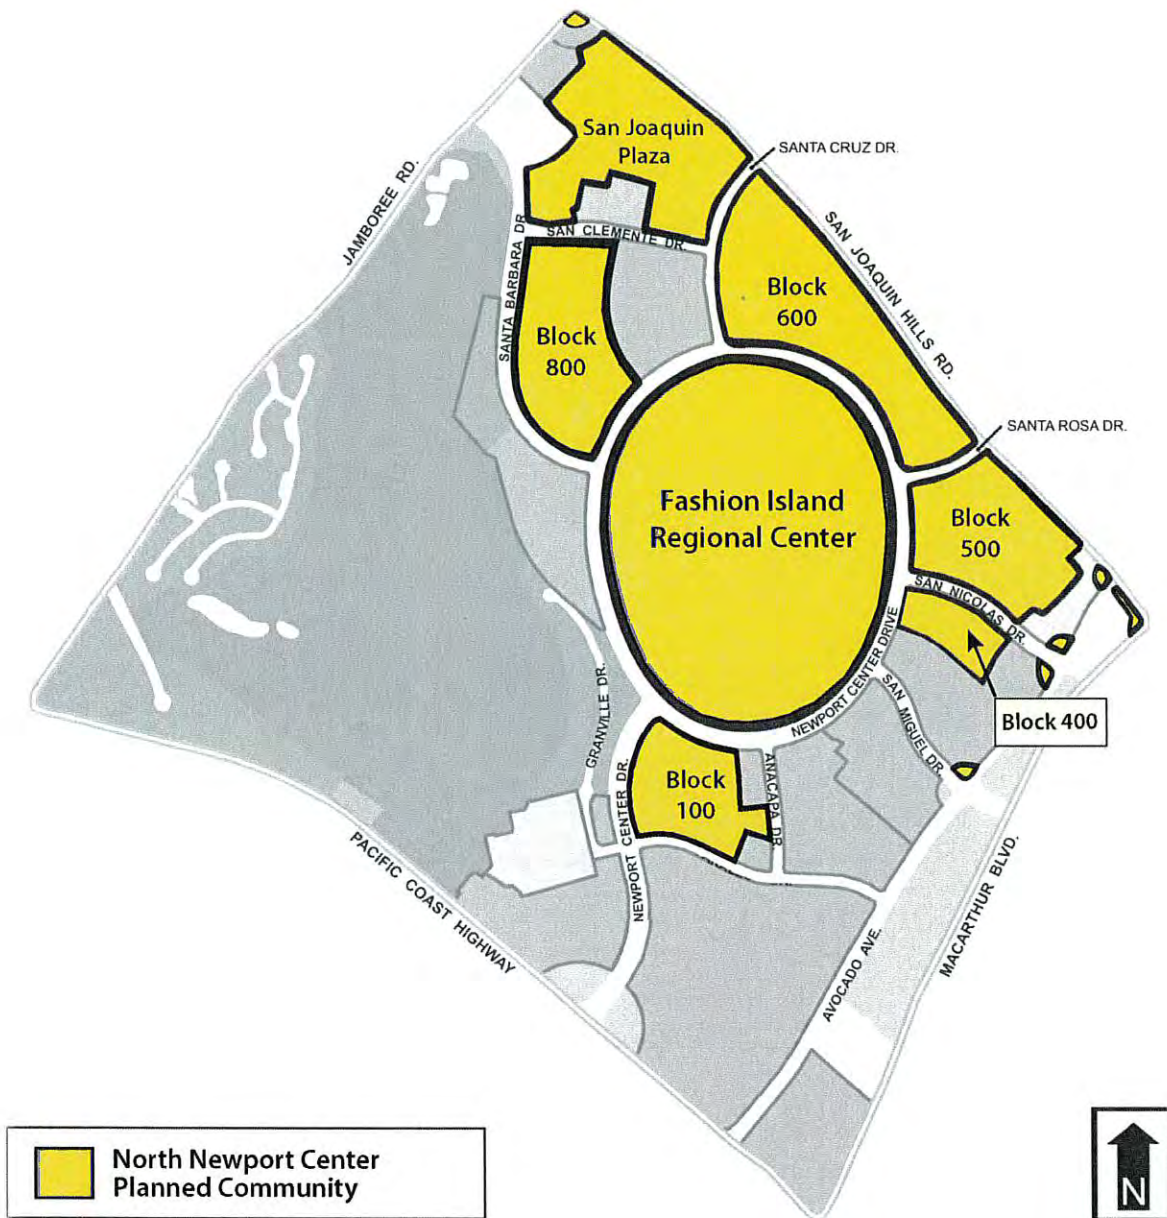 San Joaquin
Plaza
SANTA CRUZ DR.
JAMBOREE RD.
SAN CLEMENTE DR.
SANTA BARBARA DR
SAN JOAQUIN HILLS RD.
Block
600
Block
800
SANTA ROSA DR.
Fashion Island
Regional Center
Block
500
SAN NICOLAS DR.
NEWPORT CENTER DRIVE
SAN MIGUEL DR.
Block 400
GRANVILLE DR.
Block
100
ANACAPA DR.
NEWPORT CENTER DR.
PACIFIC COAST HIGHWAY
AVOCADO AVE.
MACARTHUR BLVD.
North Newport Center
Planned Community
N